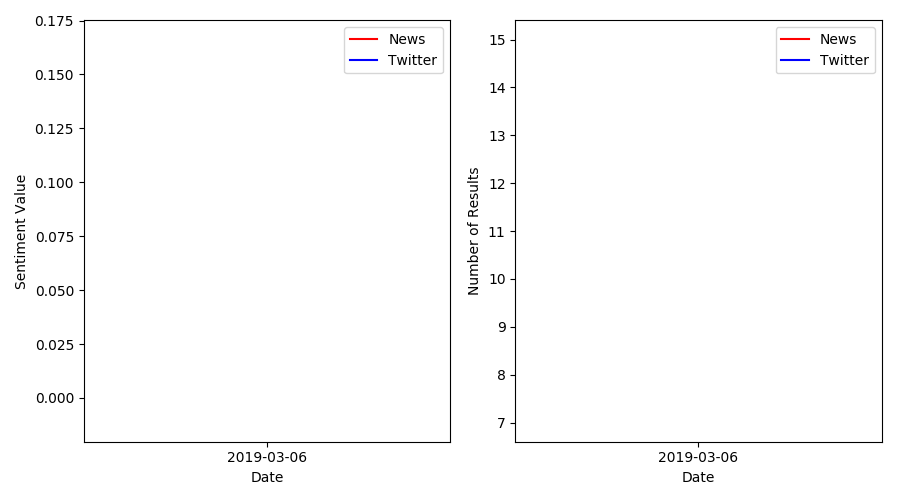 0.175
0.150
0.125
0.100
0.075
0.050
0.025
0.000
Sentiment Value
News
Twitter
2019-03-06
Date
15
14
13
12
11
10
9
8
7
Number of Results
News
Twitter
2019-03-06
Date